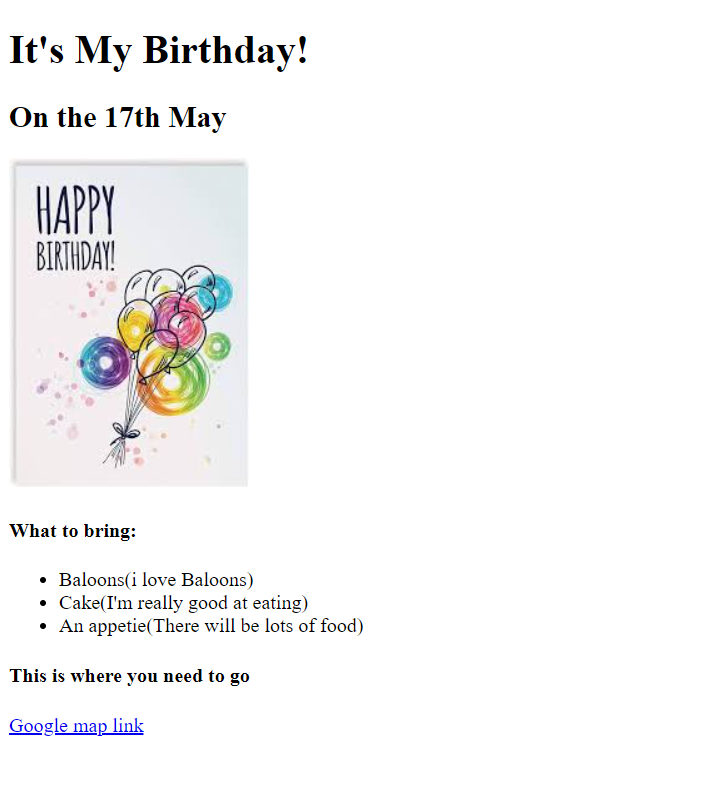 It's My Birthday!
On the 17th May
HAPPY
BIRTHDAY!
What to bring:
Baloons(i love Baloons)
Cake(I'm really good at eating)
An appetie(There will be lots of food)
This is where you need to go
Google map link